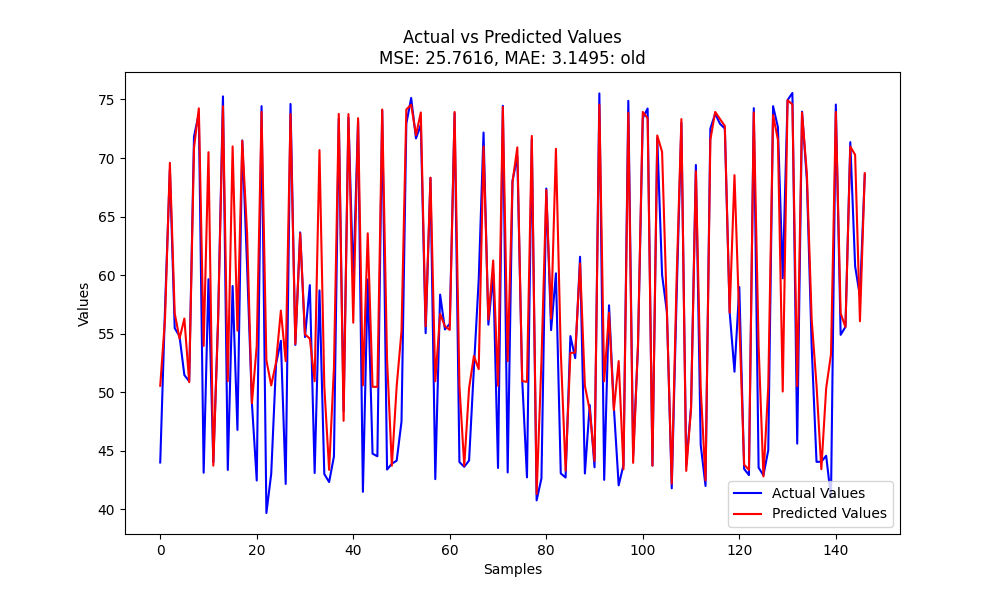 Actual vs Predicted Values
MSE: 25.7616, MAE: 3.1495: old
Values
75
70
65
60
55
50
45
40
0 20 40 60 80 100 120 140
Samples
Actual Values
Predicted Values